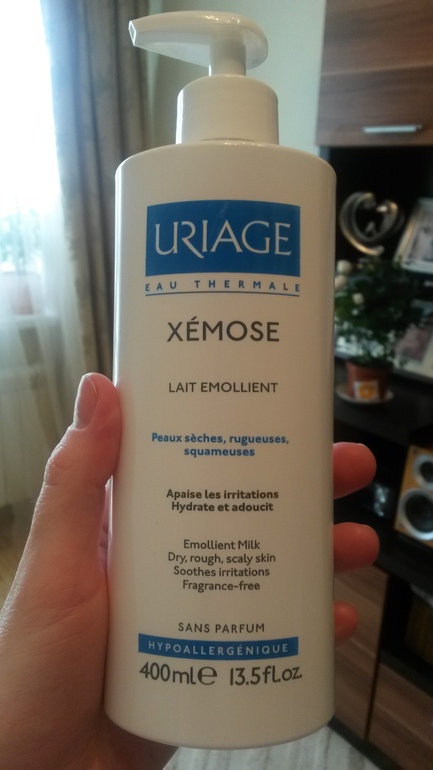 URIAGE
EAU THERMALE
XÉMOSE
LAIT EMOLLIENT
Peaux sèches, rugueuses,
squameuses
Apaise les irritations
Hydrate et adoucit
Emollient Milk
Dry, rough, scaly skin
Soothes irritations
Fragrance-free
SANS PARFUM
HYPOALLERGÉNIQUE
400ml℮ 13.5fl.oz.